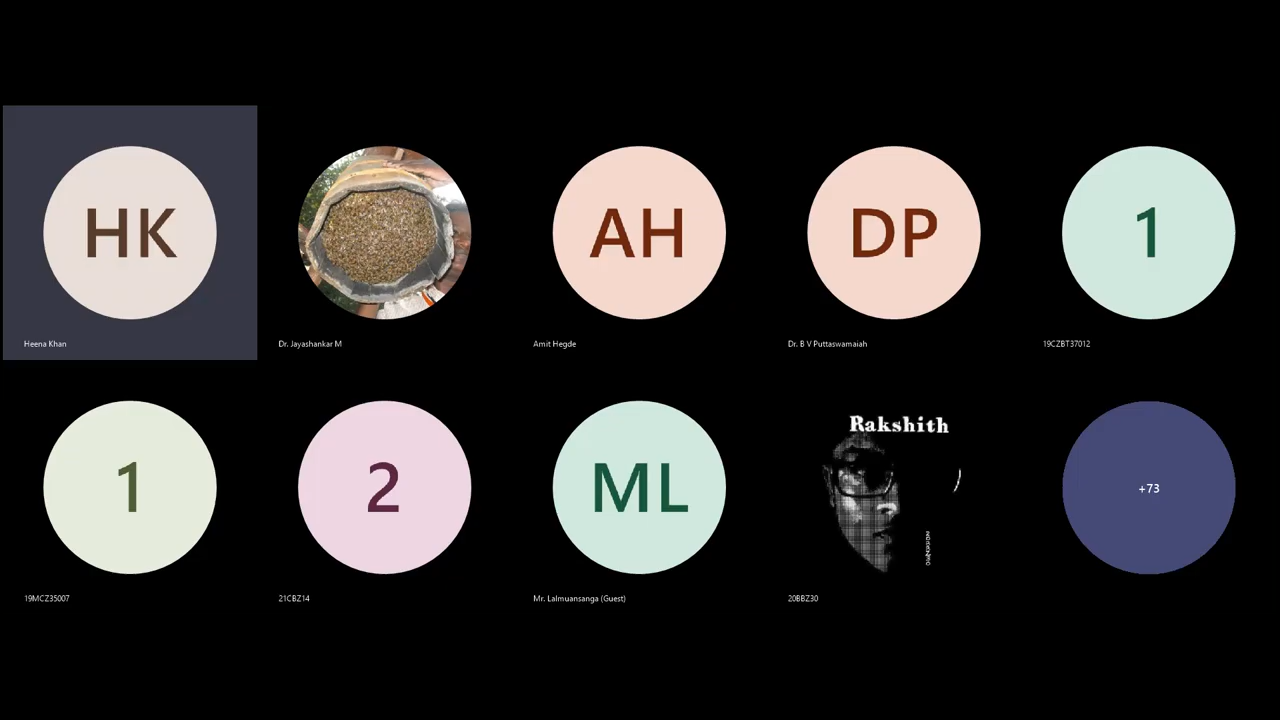 HK
AH
DP
1
Heena Khan
Dr. Jayashankar M
Amit Hegde
Dr. B V Puttaswamaiah
19CZBT37012
1
2
ML
Rakshith
+73
19MCZ35007
21CBZ14
Mr. Lalmuansanga (Guest)
20BBZ30